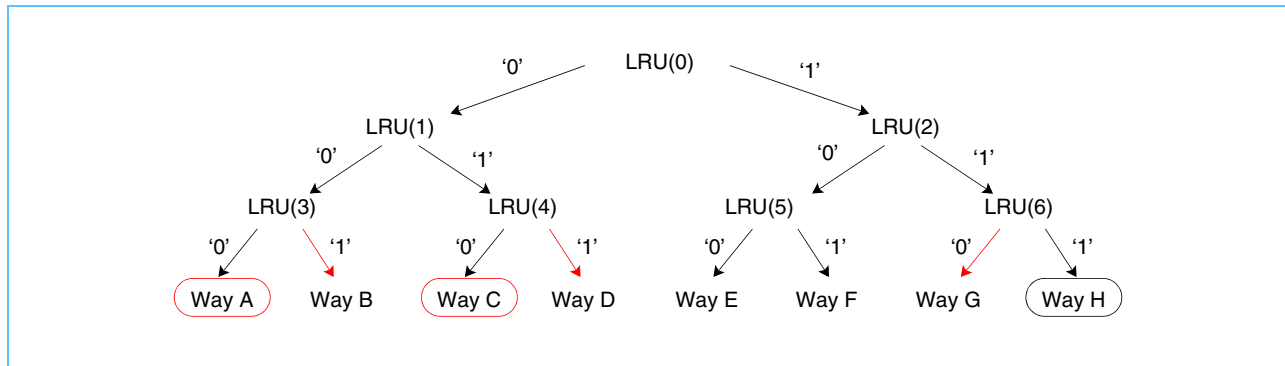 LRU(0)
‘0’ ‘1’
LRU(1) LRU(2)
‘0’ ‘1’ ‘0’ ‘1’
LRU(3) LRU(4) LRU(5) LRU(6)
‘0’ ‘1’ ‘0’ ‘1’ ‘0’ ‘1’ ‘0’ ‘1’
Way A Way B Way C Way D Way E Way F Way G Way H